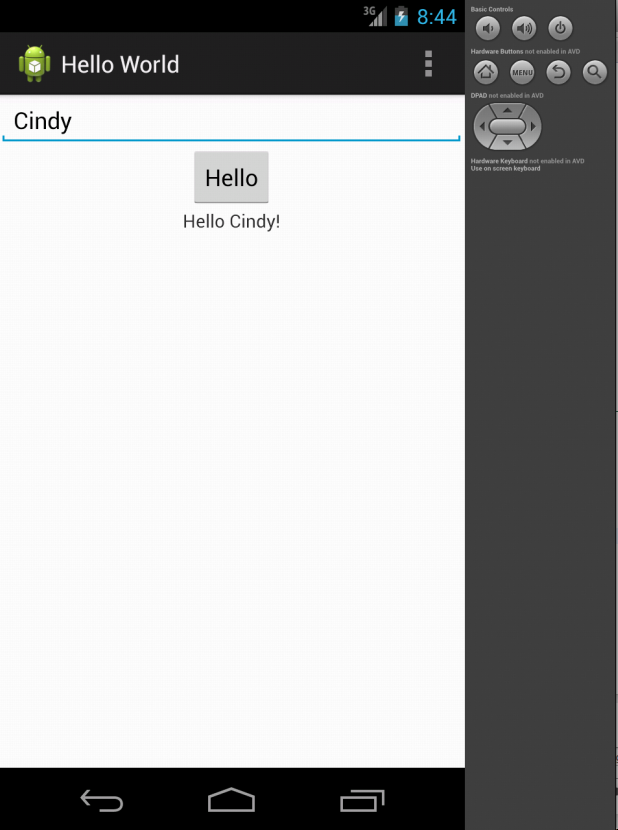 3G 8:44
Hello World
Cindy
Hello
Hello Cindy!
Basic Controls
Hardware Buttons not enabled in AVD
MENU
DPAD not enabled in AVD
Hardware Keyboard not enabled in AVD
Use on screen keyboard